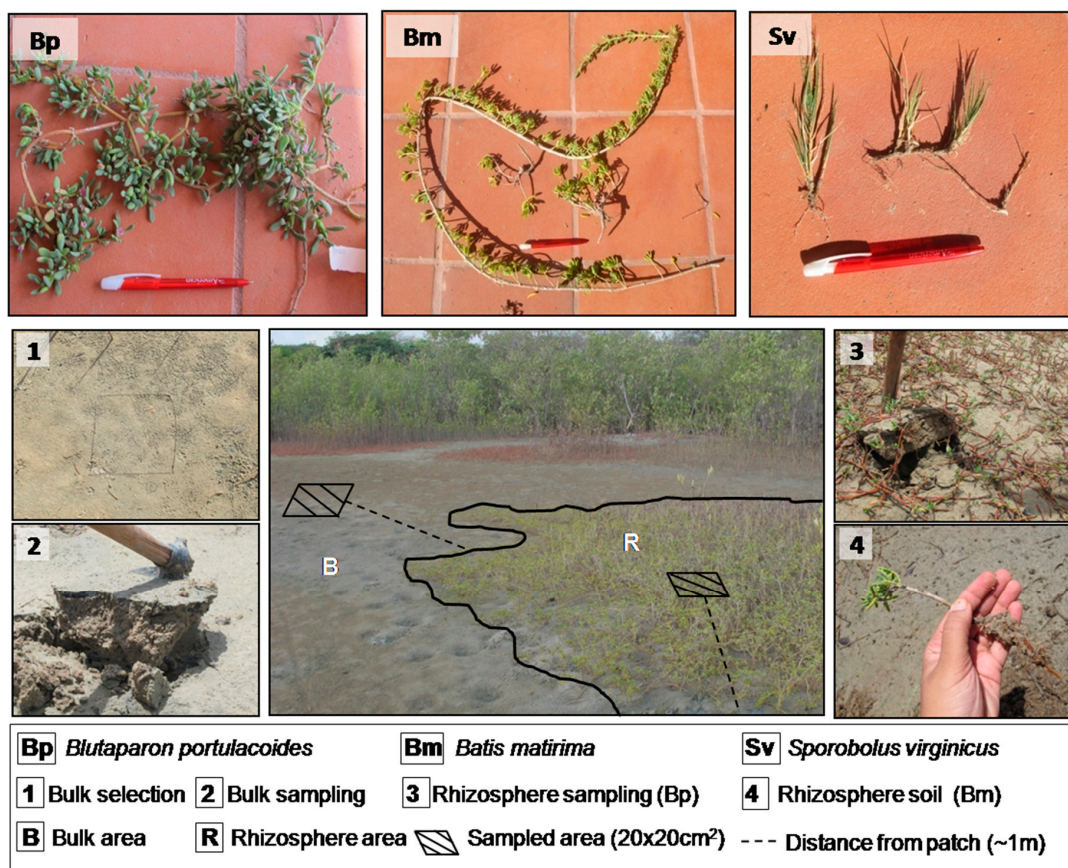 Bp
Bm
Sv
1
2
B
R
3
4
Bp Blutaparon portulacoides Bm Batis matirima Sv Sporobolus virginicus
1 Bulk selection 2 Bulk sampling 3 Rhizosphere sampling (Bp) 4 Rhizosphere soil (Bm)
B Bulk area R Rhizosphere area Sampled area (20x20cm²) Distance from patch (~1m)